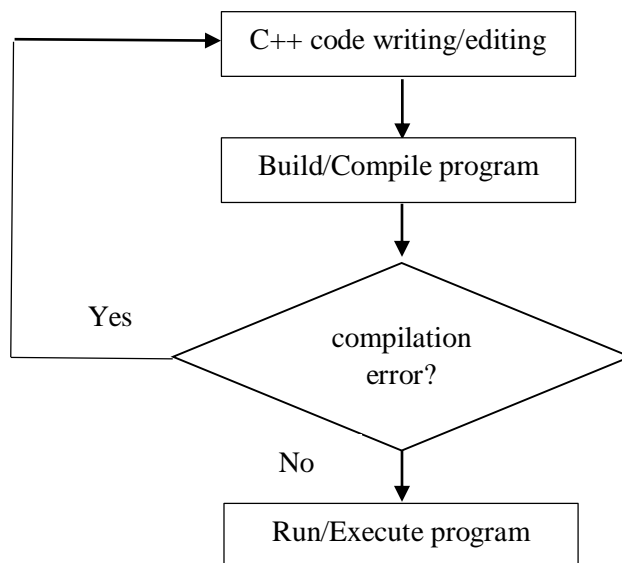 C++ code writing/editing
Build/Compile program
Yes
compilation
error?
No
Run/Execute program